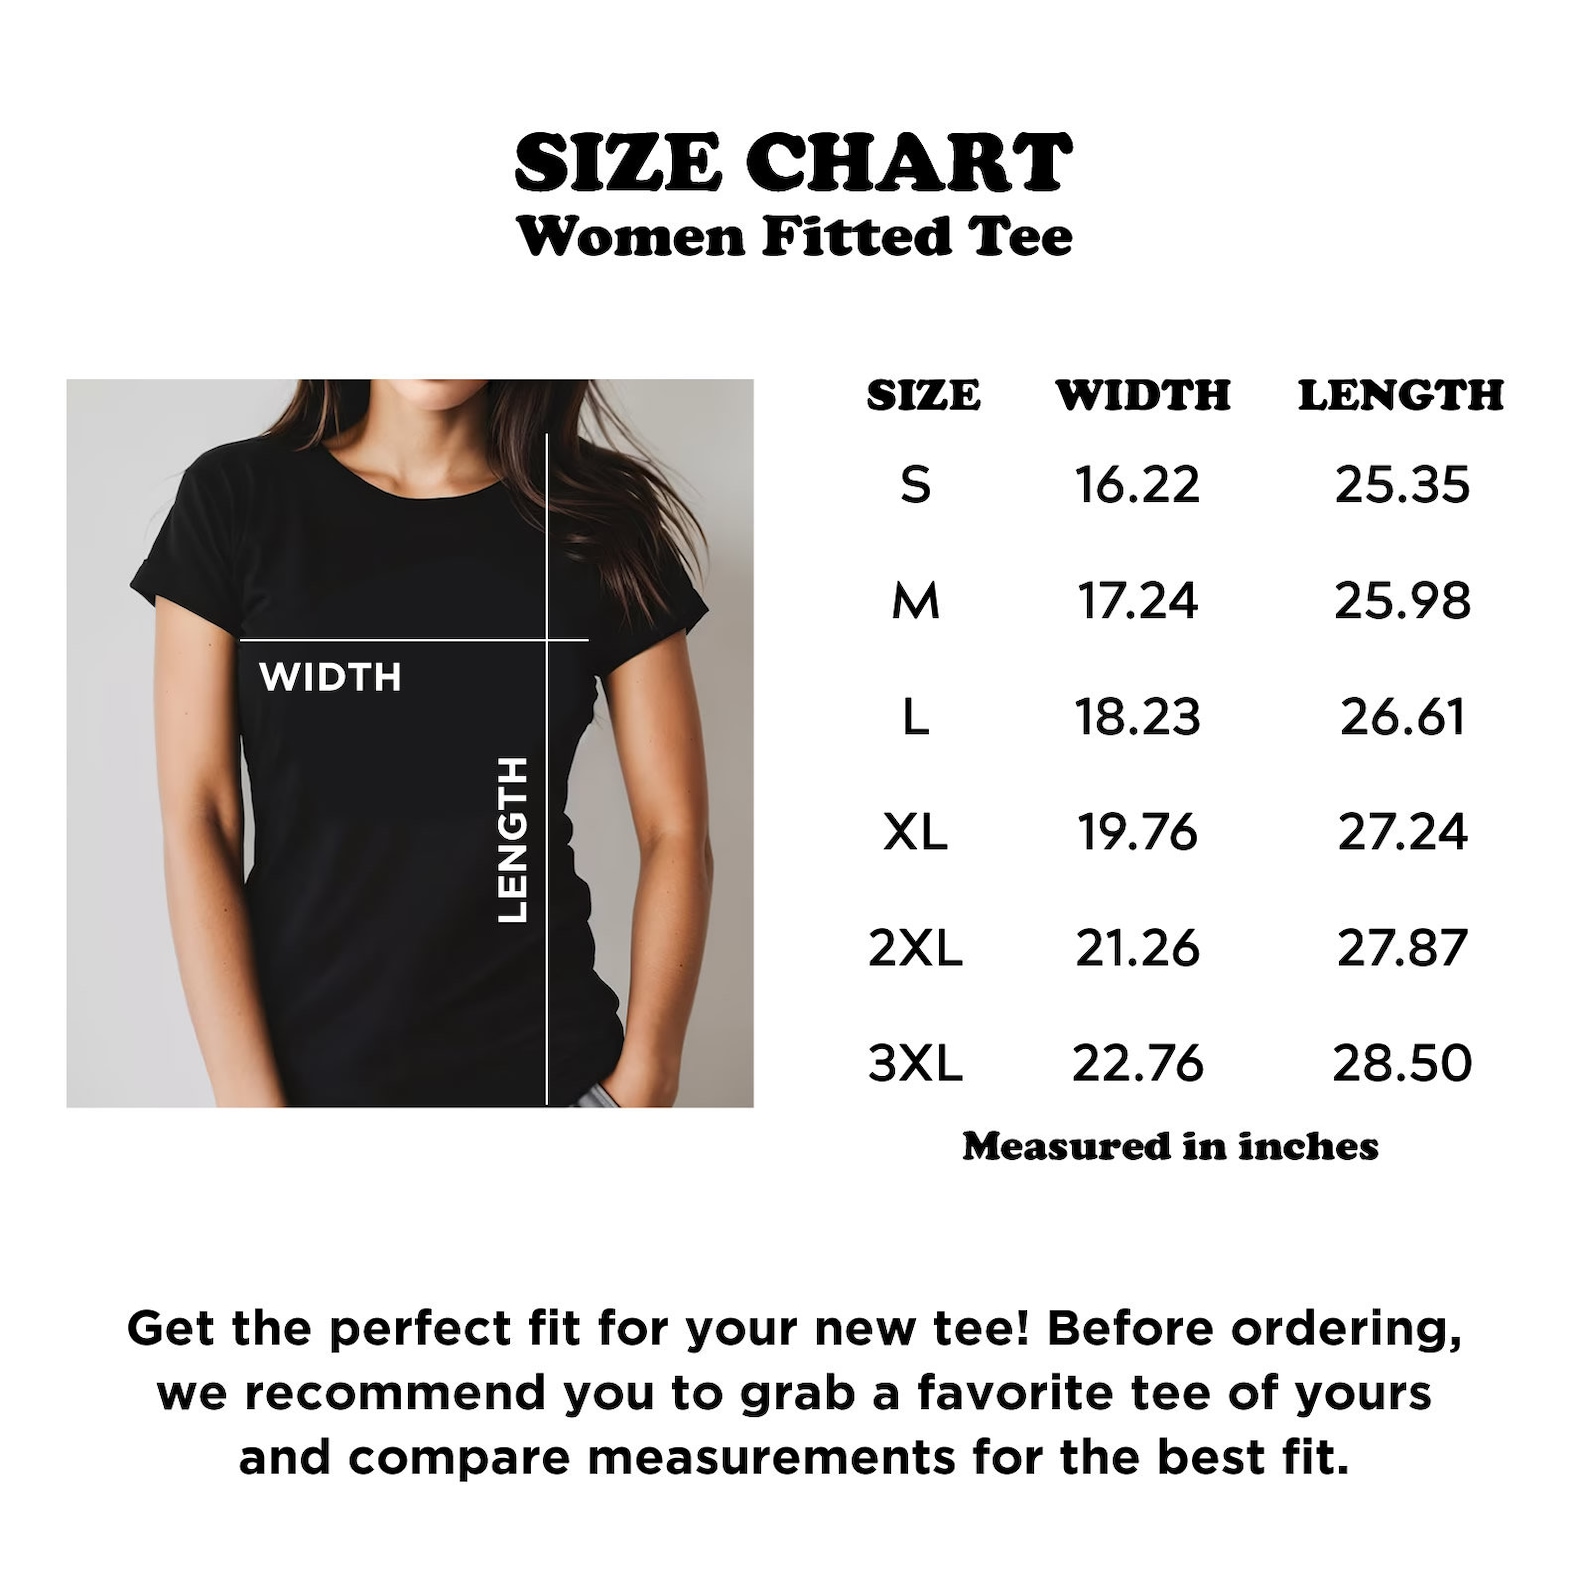 SIZE CHART
Women Fitted Tee
WIDTH
LENGTH
SIZE WIDTH LENGTH
S 16.22 25.35
M 17.24 25.98
L 18.23 26.61
XL 19.76 27.24
2XL 21.26 27.87
3XL 22.76 28.50
Measured in inches
Get the perfect fit for your new tee! Before ordering,
we recommend you to grab a favorite tee of yours
and compare measurements for the best fit.